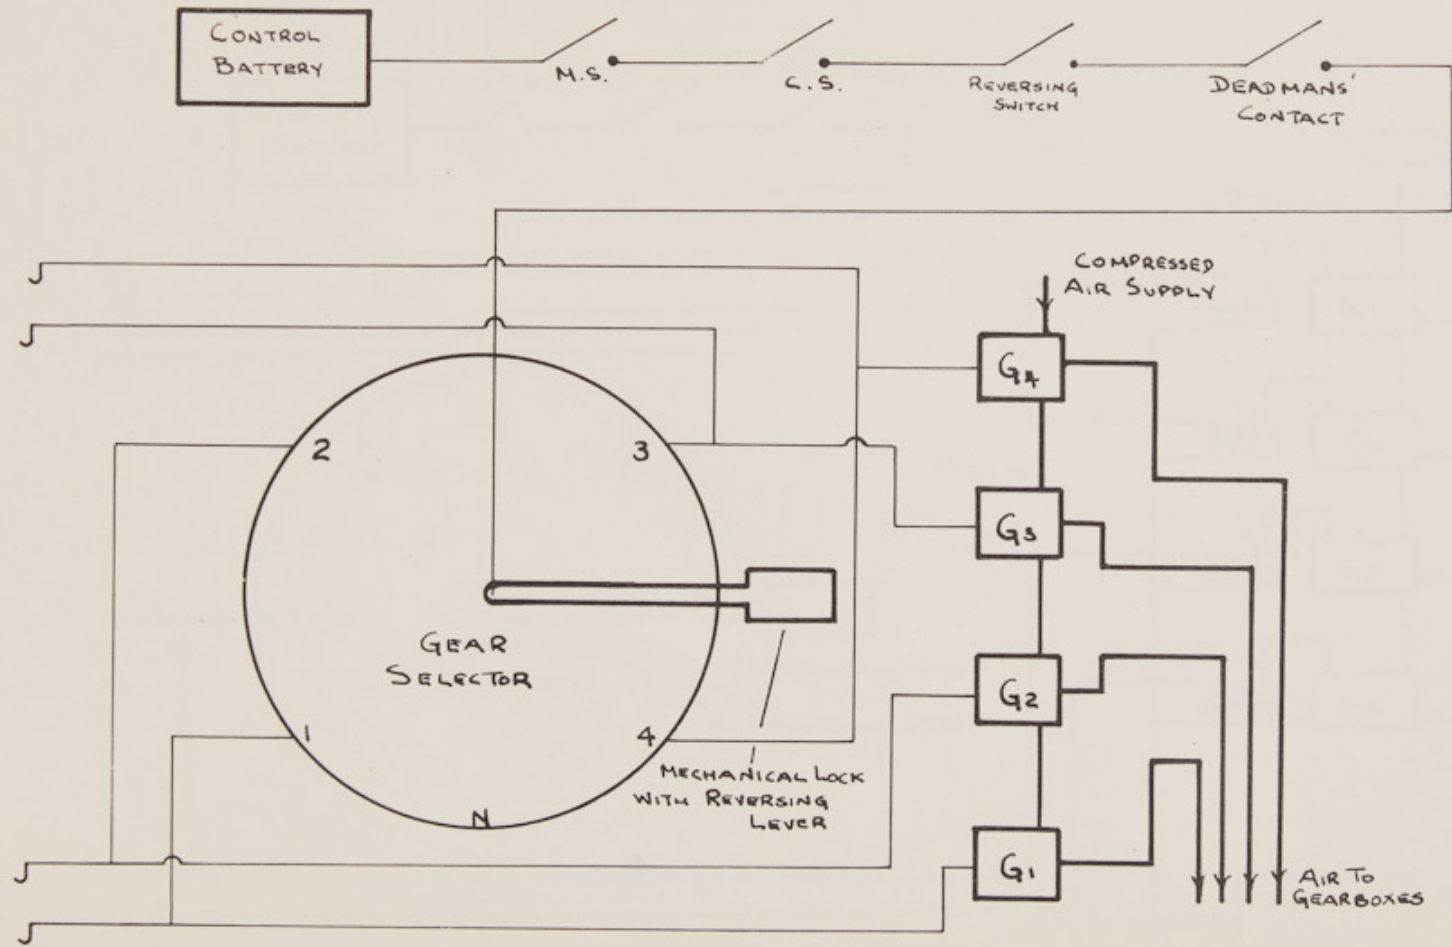 CONTROL
BATTERY
M.S.
C.S.
REVERSING
SWITCH
DEADMANS'
CONTACT
COMPRESSED
AIR SUPPLY
G4
2
3
G3
GEAR
SELECTOR
G2
1
4
MECHANICAL LOCK
WITH REVERSING
LEVER
N
G1
AIR TO
GEARBOXES